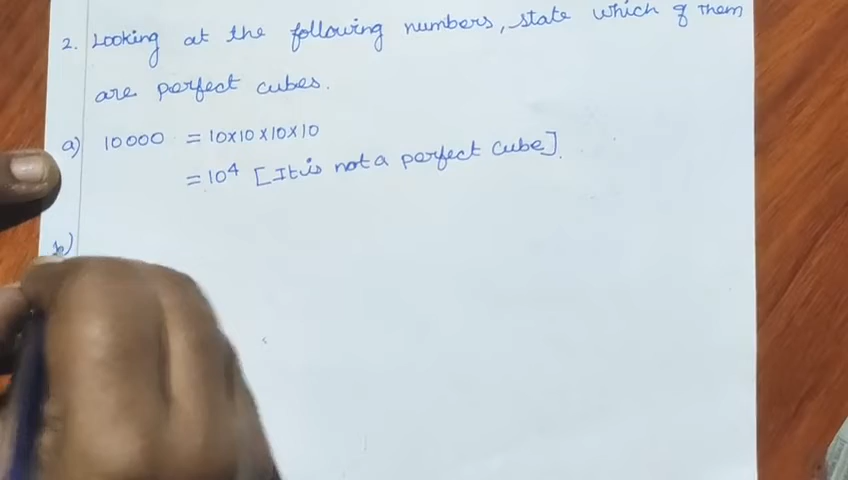 2. Looking at the following numbers, state which of them
are perfect cubes.
a) 10000 = 10x10x10x10
= 10⁴ [It is not a perfect cube].
b)